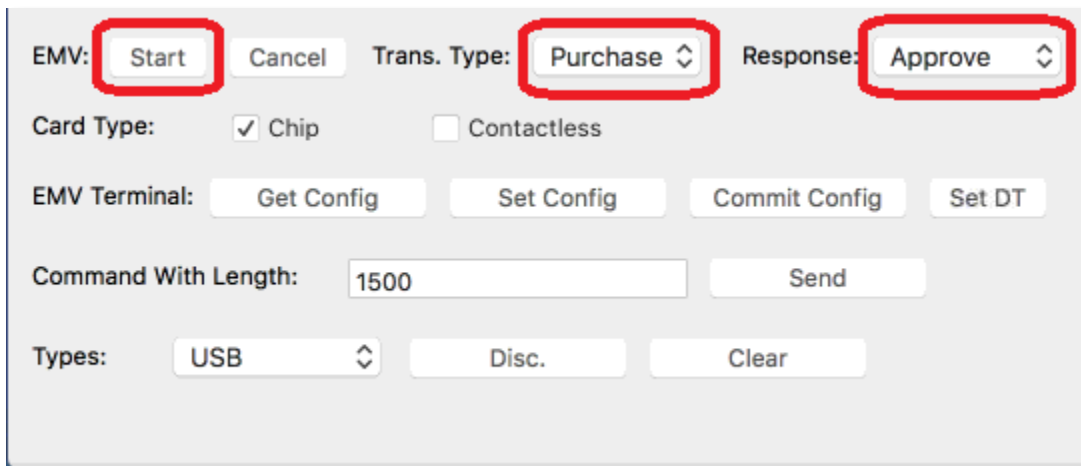 EMV: Start Cancel Trans. Type: Purchase Response: Approve
Card Type: Chip Contactless
EMV Terminal: Get Config Set Config Commit Config Set DT
Command With Length: 1500 Send
Types: USB Disc. Clear